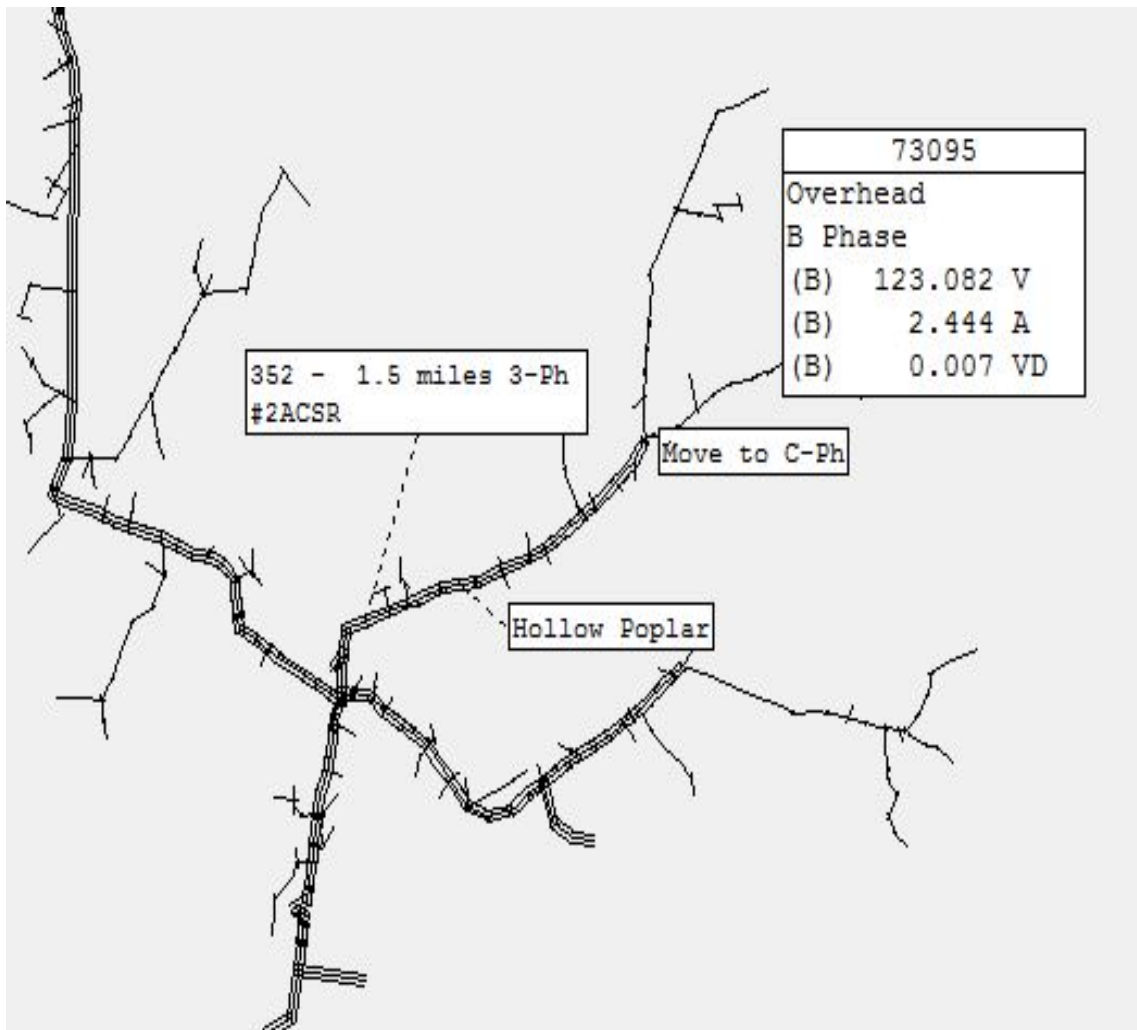 73095
Overhead
B Phase
(B) 123.082 V
(B) 2.444 A
(B) 0.007 VD
352 - 1.5 miles 3-Ph
#2ACSR
Move to C-Ph
Hollow Poplar